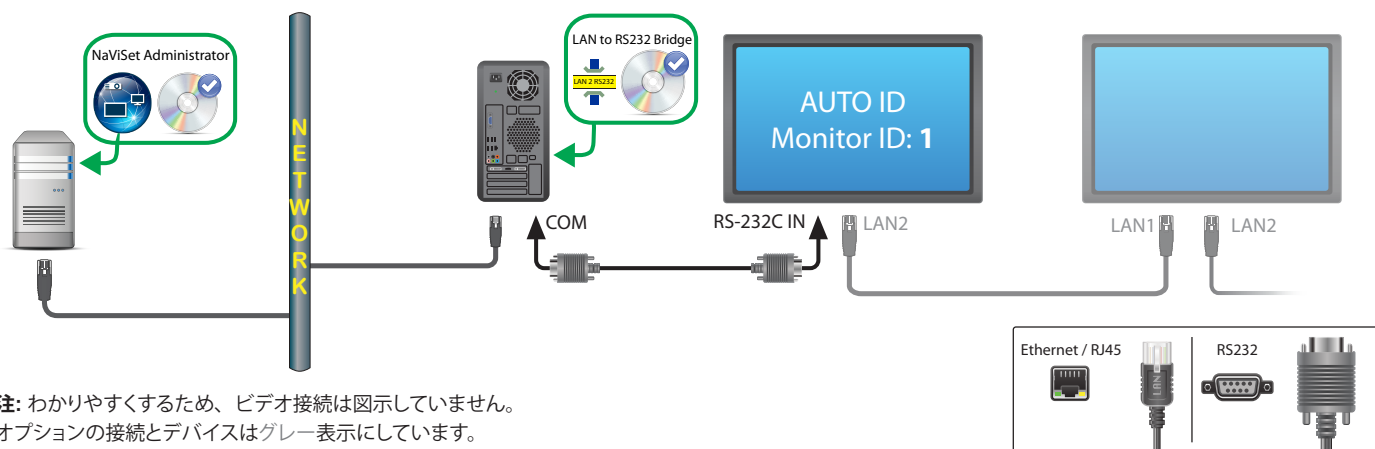 NaViSet Administrator
NETWORK
LAN to RS232 Bridge
LAN 2 RS232
AUTO ID
Monitor ID: 1
COM
RS-232C IN
LAN2
LAN1
LAN2
Ethernet / RJ45
LAN
RS232
注: わかりやすくするため、ビデオ接続は図示していません。
オプションの接続とデバイスはグレー表示にしています。